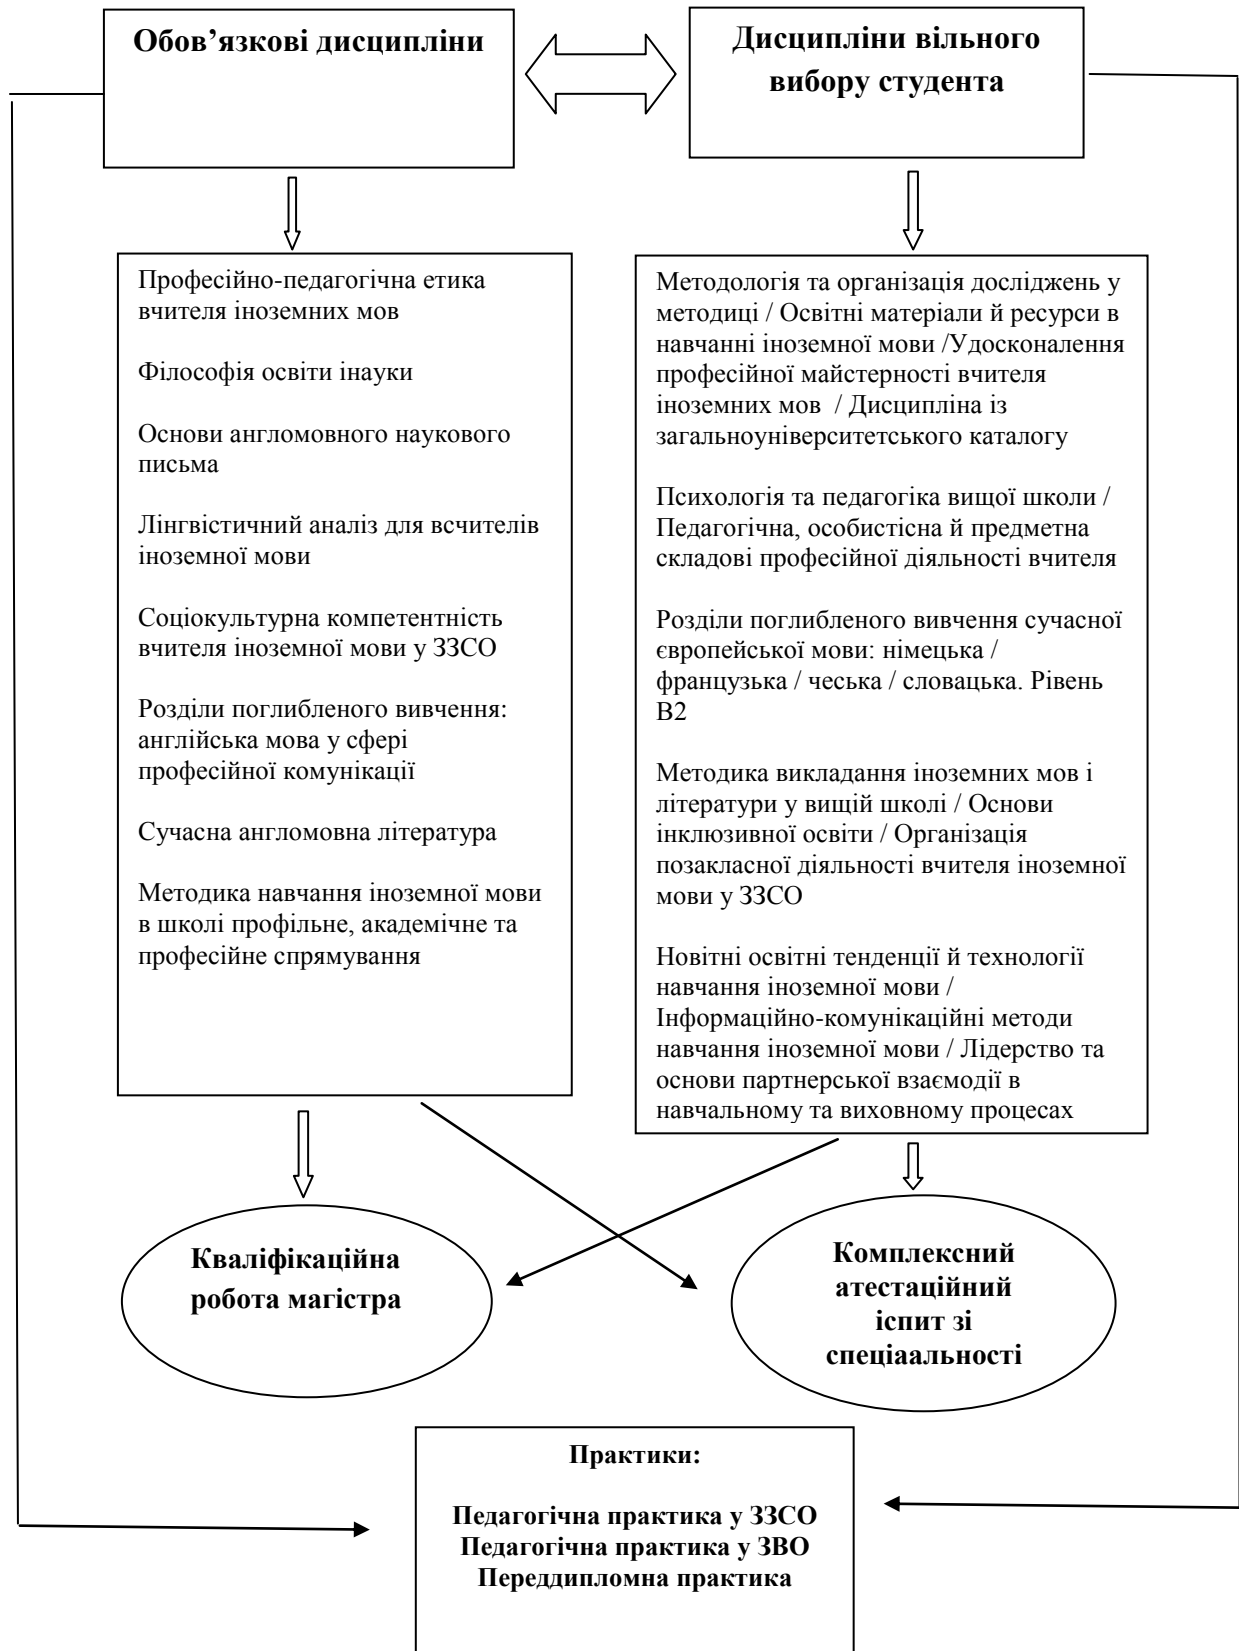 Обов’язкові дисципліни
Дисципліни вільного
вибору студента
Професійно-педагогічна етика
вчителя іноземних мов
Філософія освіти інауки
Основи англомовного наукового
письма
Лінгвістичний аналіз для всчителів
іноземної мови
Соціокультурна компетентність
вчителя іноземної мови у ЗЗСО
Розділи поглибленого вивчення:
англійська мова у сфері
професійної комунікації
Сучасна англомовна література
Методика навчання іноземної мови
в школі профільне, академічне та
професійне спрямування
Методологія та організація досліджень у
методиці / Освітні матеріали й ресурси в
навчанні іноземної мови /Удосконалення
професійної майстерності вчителя
іноземних мов / Дисципліна із
загальноуніверситетського каталогу
Психологія та педагогіка вищої школи /
Педагогічна, особистісна й предметна
складові професійної діяльності вчителя
Розділи поглибленого вивчення сучасної
європейської мови: німецька /
французька / чеська / словацька. Рівень
В2
Методика викладання іноземних мов і
літератури у вищій школі / Основи
інклюзивної освіти / Організація
позакласної діяльності вчителя іноземної
мови у ЗЗСО
Новітні освітні тенденції й технології
навчання іноземної мови /
Інформаційно-комунікаційні методи
навчання іноземної мови / Лідерство та
основи партнерської взаємодії в
навчальному та виховному процесах
Кваліфікаційна
робота магістра
Комплексний
атестаційний
іспит зі
спеціаальності
Практики:
Педагогічна практика у ЗЗСО
Педагогічна практика у ЗВО
Переддипломна практика